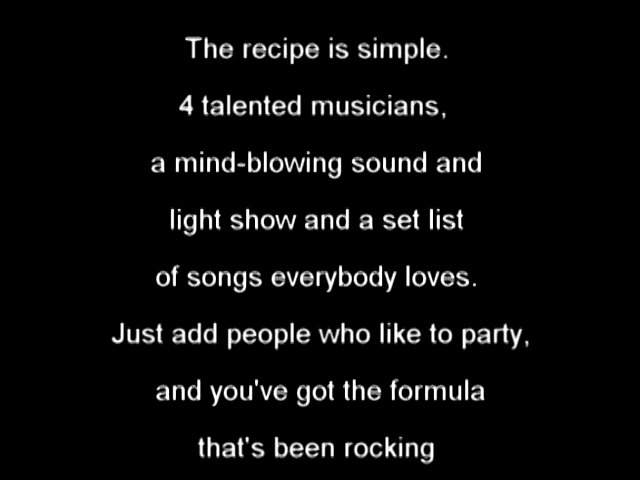 The recipe is simple.
4 talented musicians,
a mind-blowing sound and
light show and a set list
of songs everybody loves.
Just add people who like to party,
and you've got the formula
that's been rocking